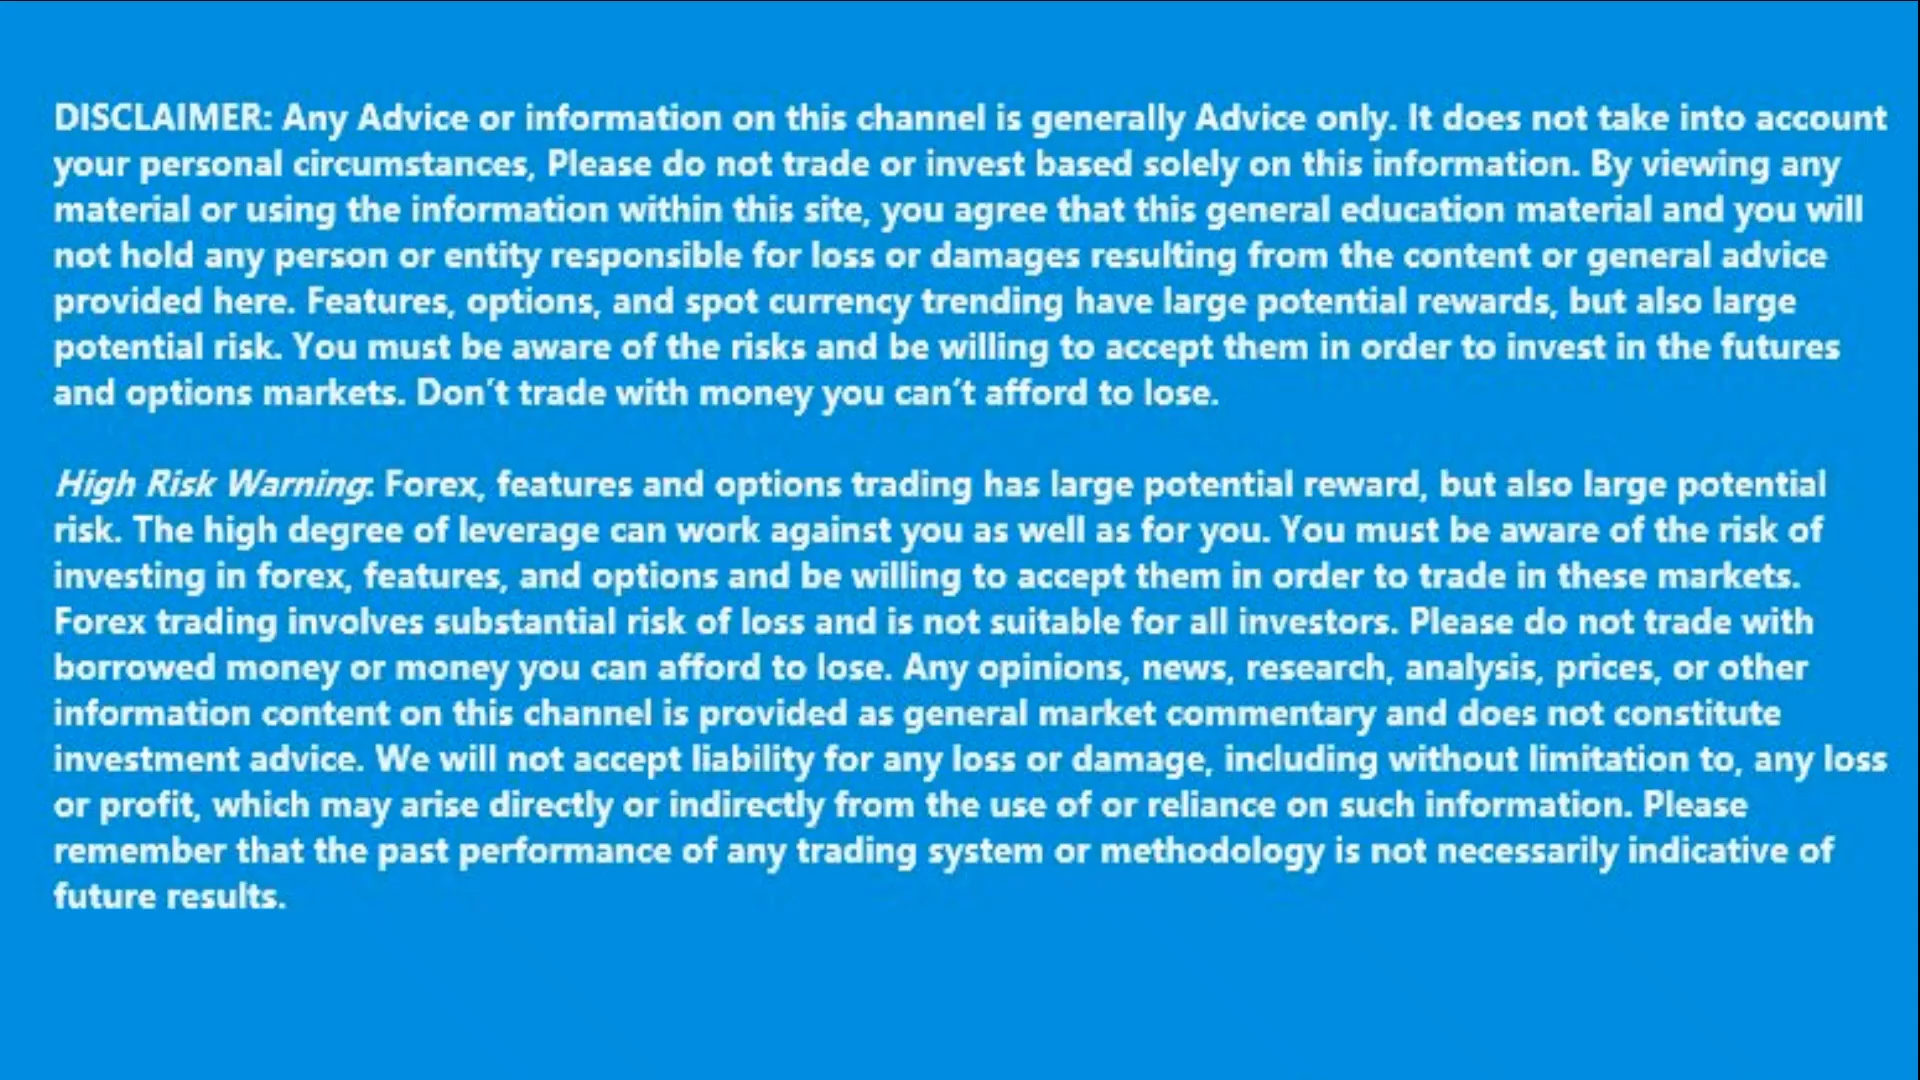 DISCLAIMER: Any Advice or information on this channel is generally Advice only. It does not take into account
your personal circumstances, Please do not trade or invest based solely on this information. By viewing any
material or using the information within this site, you agree that this general education material and you will
not hold any person or entity responsible for loss or damages resulting from the content or general advice
provided here. Features, options, and spot currency trending have large potential rewards, but also large
potential risk. You must be aware of the risks and be willing to accept them in order to invest in the futures
and options markets. Don't trade with money you can't afford to lose.
High Risk Warning: Forex, features and options trading has large potential reward, but also large potential
risk. The high degree of leverage can work against you as well as for you. You must be aware of the risk of
investing in forex, features, and options and be willing to accept them in order to trade in these markets.
Forex trading involves substantial risk of loss and is not suitable for all investors. Please do not trade with
borrowed money or money you can afford to lose. Any opinions, news, research, analysis, prices, or other
information content on this channel is provided as general market commentary and does not constitute
investment advice. We will not accept liability for any loss or damage, including without limitation to, any loss
or profit, which may arise directly or indirectly from the use of or reliance on such information. Please
remember that the past performance of any trading system or methodology is not necessarily indicative of
future results.